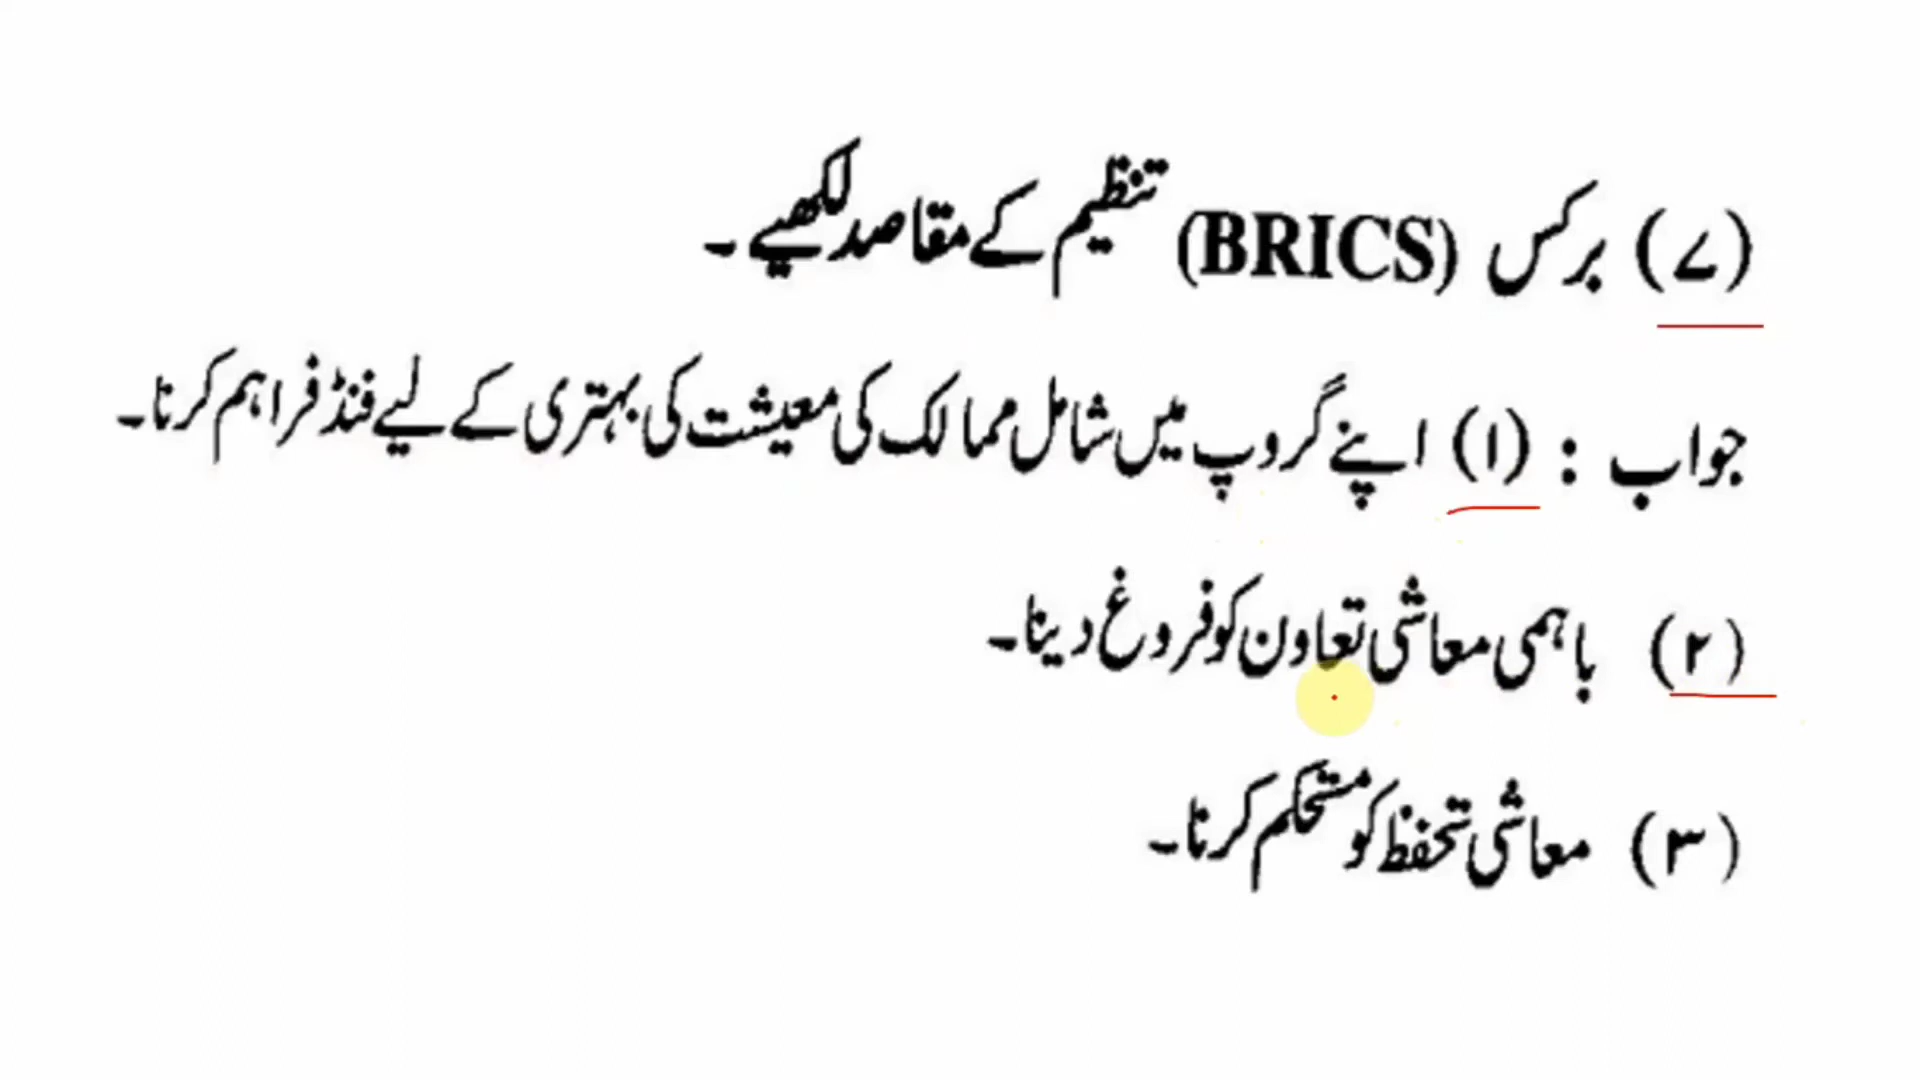 (۷) برکس (BRICS) تنظیم کے مقاصد لکھیے ۔
جواب : (۱) اپنے گروپ میں شامل ممالک کی معیشت کی بہتری کے لیے فنڈ فراہم کرنا۔
(۲) باہمی معاشی تعاون کو فروغ دینا۔
(۳) معاشی تحفظ کو مستحکم کرنا۔